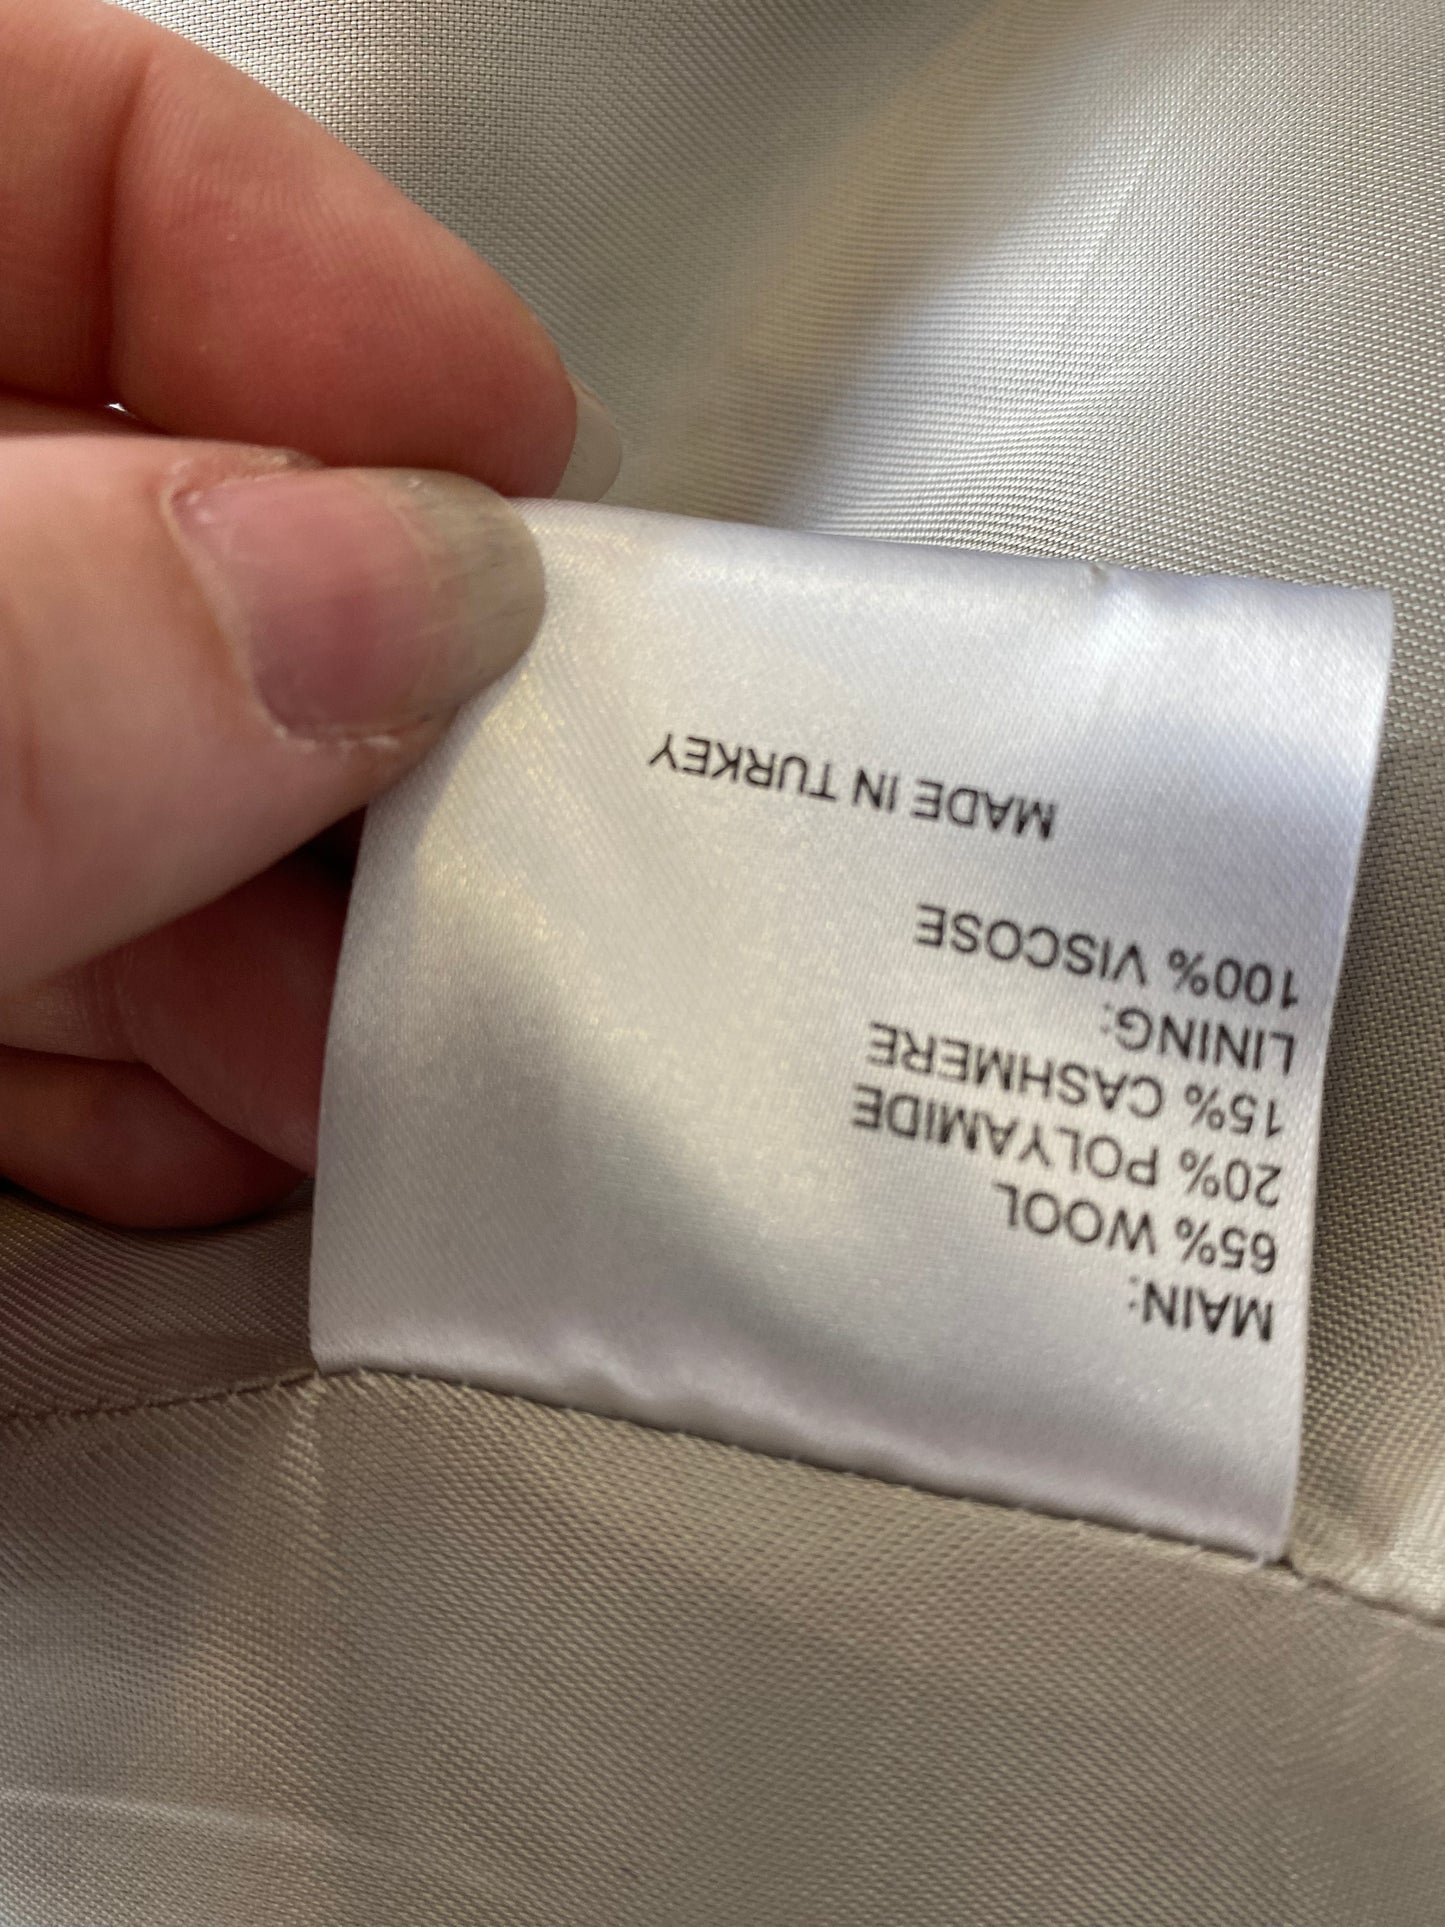 MAIN:
65% WOOL
20% POLYAMIDE
15% CASHMERE
LINING:
100% VISCOSE
MADE IN TURKEY